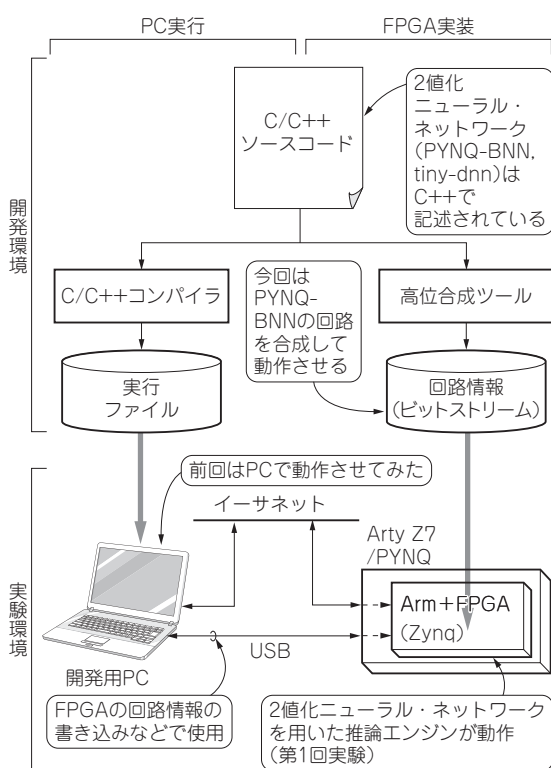 PC実行
FPGA実装
開発環境
C/C++
ソースコード
2値化
ニューラル・
ネットワーク
(PYNQ-BNN,
tiny-dnn)は
C++で
記述されている
C/C++コンパイラ
今回は
PYNQ-
BNNの回路
を合成して
動作させる
高位合成ツール
実行
ファイル
回路情報
(ビットストリーム)
実験環境
前回はPCで動作させてみた
イーサネット
Arty Z7
/PYNQ
Arm+FPGA
(Zynq)
USB
開発用PC
FPGAの回路情報の
書き込みなどで使用
2値化ニューラル・ネットワーク
を用いた推論エンジンが動作
(第1回実験)